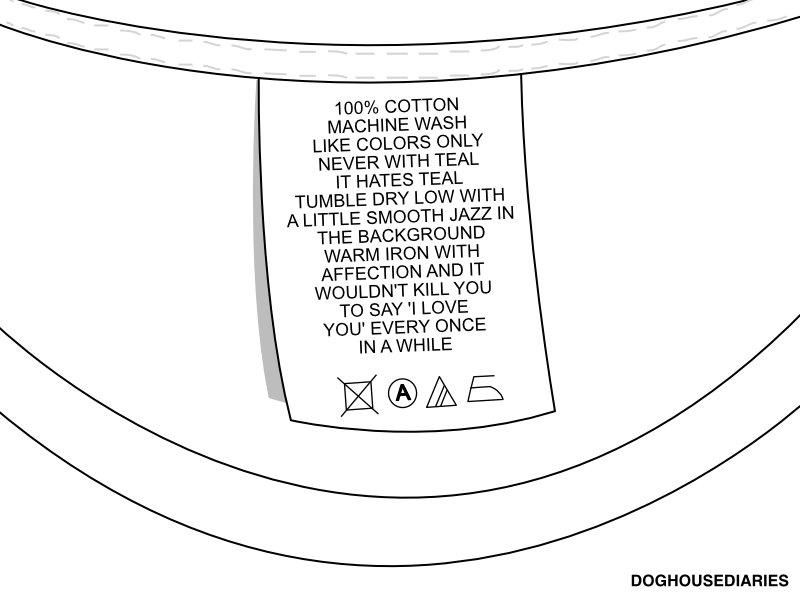 100% COTTON
MACHINE WASH
LIKE COLORS ONLY
NEVER WITH TEAL
IT HATES TEAL
TUMBLE DRY LOW WITH
A LITTLE SMOOTH JAZZ IN
THE BACKGROUND
WARM IRON WITH
AFFECTION AND IT
WOULDN'T KILL YOU
TO SAY 'I LOVE
YOU' EVERY ONCE
IN A WHILE
A
DOGHOUSEDIARIES